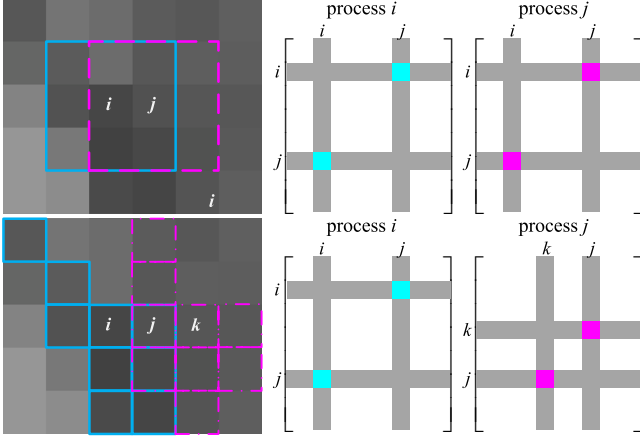 process i process j
i j i j
i i
i j
j j
i
process i process j
i j k j
i
i j k k
j j